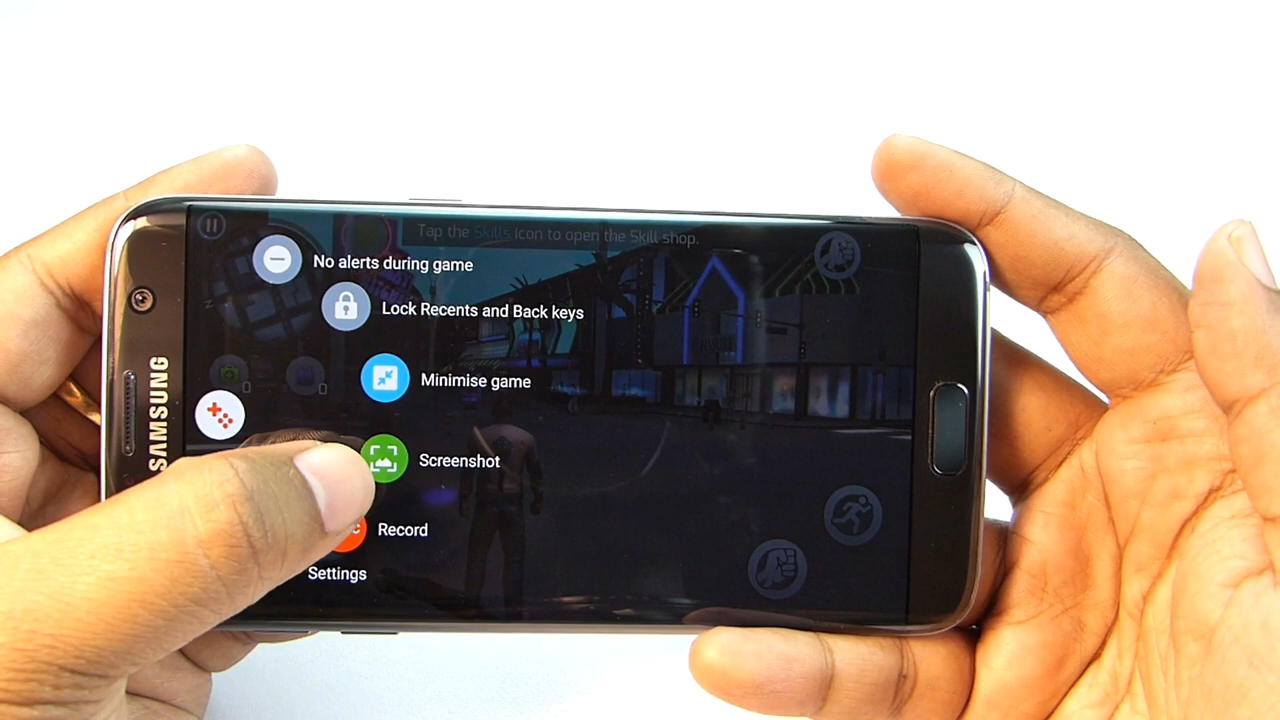 Tap the Skills icon to open the Skill shop.
No alerts during game
Lock Recents and Back keys
Minimise game
SAMSUNG
Screenshot
Record
Settings